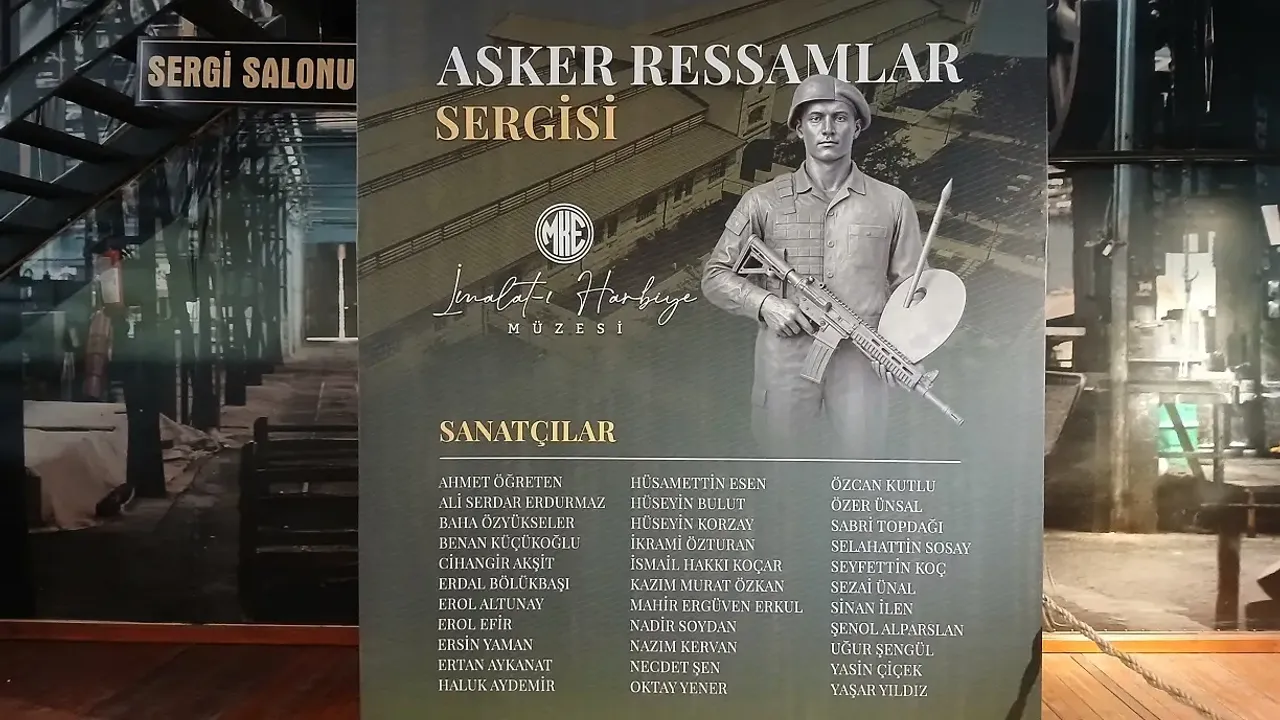 SERGİ SALONU
ASKER RESSAMLAR
SERGİSİ
MKE
İmalat-ı Harbiye
MÜZESİ
SANATÇILAR
AHMET ÖĞRETEN
ALİ SERDAR ERDURMAZ
BAHA ÖZYÜKSELER
BENAN KÜÇÜKOĞLU
CİHANGİR AKŞİT
ERDAL BÖLÜKBAŞI
EROL ALTUNAY
EROL EFİR
ERSİN YAMAN
ERTAN AYKANAT
HALUK AYDEMİR
HÜSAMETTİN ESEN
HÜSEYİN BULUT
HÜSEYİN KORZAY
İKRAMİ ÖZTURAN
İSMAİL HAKKI KOÇAR
KAZIM MURAT ÖZKAN
MAHİR ERGÜVEN ERKUL
NADİR SOYDAN
NAZIM KERVAN
NECDET ŞEN
OKTAY YENER
ÖZCAN KUTLU
ÖZER ÜNSAL
SABRİ TOPDAĞI
SELAHATTİN SOSAY
SEYFETTİN KOÇ
SEZAİ ÜNAL
SİNAN İLEN
ŞENOL ALPARSLAN
UĞUR ŞENGÜL
YASİN ÇİÇEK
YAŞAR YILDIZ